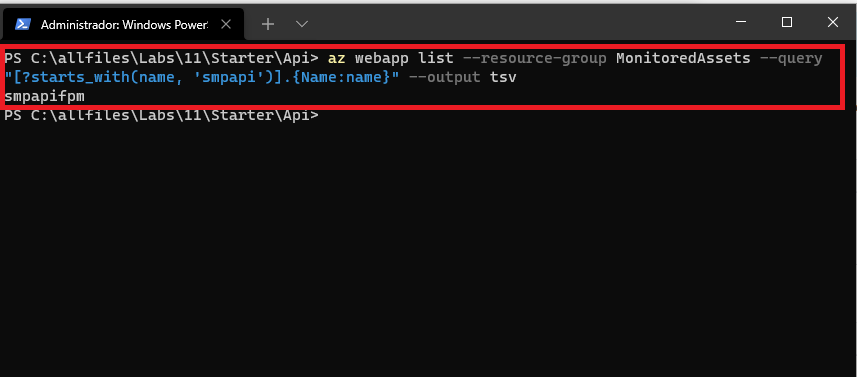 Administrador: Windows PowerS
PS C:\allfiles\Labs\11\Starter\Api> az webapp list --resource-group MonitoredAssets --query
"[?starts_with(name, 'smpapi')].{Name:name}" --output tsv
smpapifpm
PS C:\allfiles\Labs\11\Starter\Api>